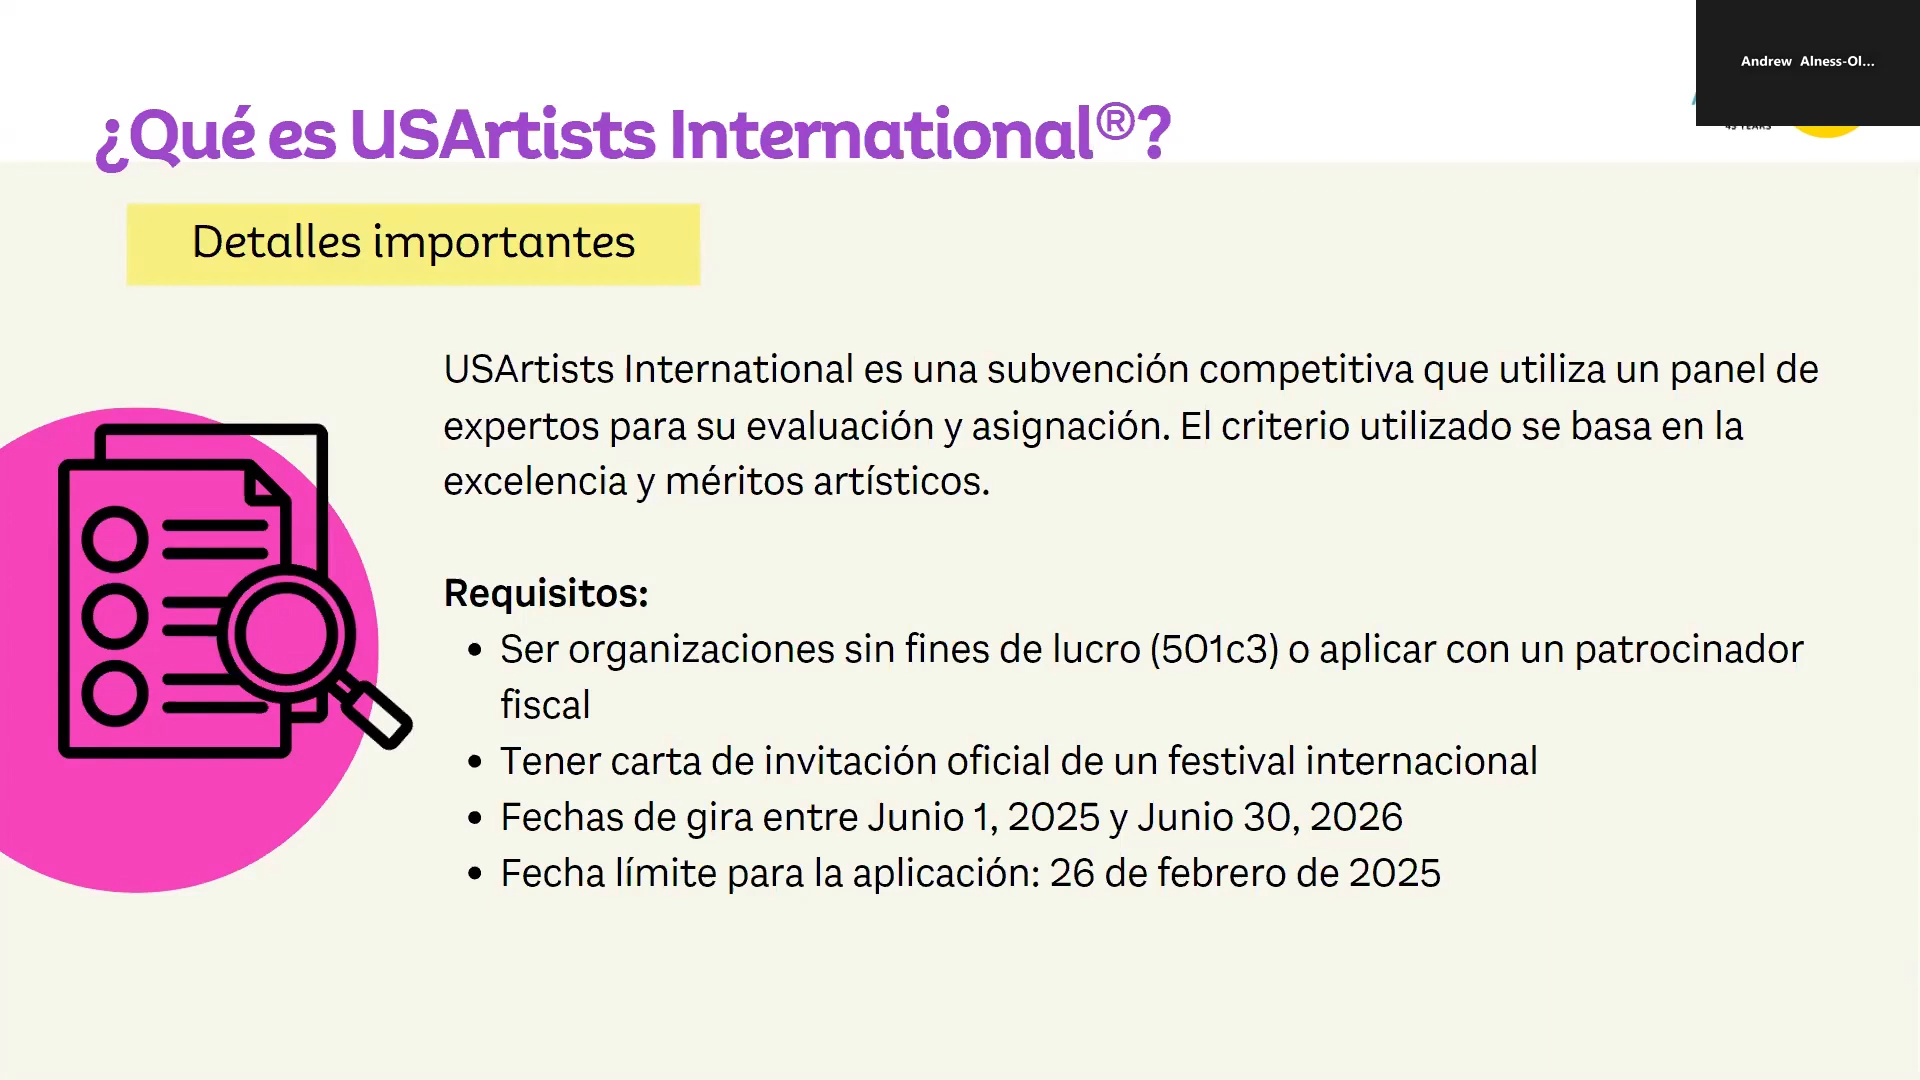 Andrew Alness-Ol...
45 YEARS
¿Qué es USArtists International®?
Detalles importantes
USArtists International es una subvención competitiva que utiliza un panel de
expertos para su evaluación y asignación. El criterio utilizado se basa en la
excelencia y méritos artísticos.
Requisitos:
• Ser organizaciones sin fines de lucro (501c3) o aplicar con un patrocinador
fiscal
• Tener carta de invitación oficial de un festival internacional
• Fechas de gira entre Junio 1, 2025 y Junio 30, 2026
• Fecha límite para la aplicación: 26 de febrero de 2025